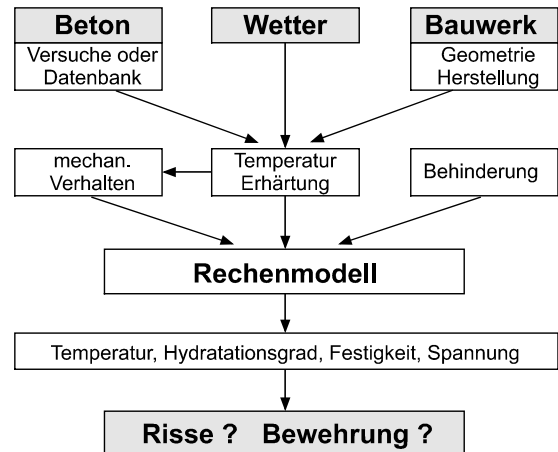 Beton
Wetter
Bauwerk
Versuche oder
Datenbank
Geometrie
Herstellung
mechan.
Verhalten
Temperatur
Erhärtung
Behinderung
Rechenmodell
Temperatur, Hydratationsgrad, Festigkeit, Spannung
Risse ? Bewehrung ?